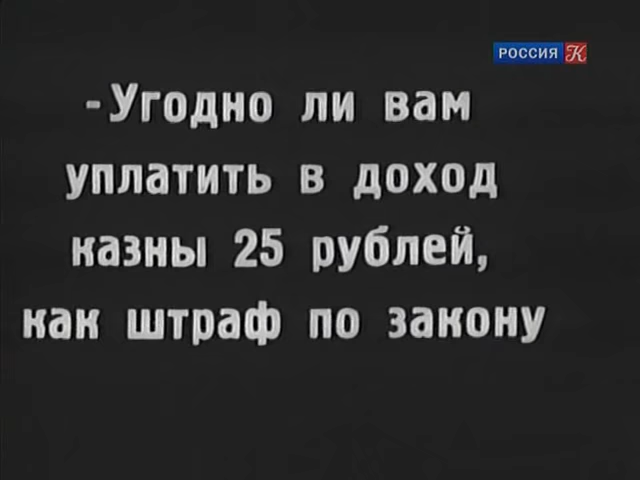 РОССИЯ К
-Угодно ли вам
уплатить в доход
казны 25 рублей,
как штраф по закону